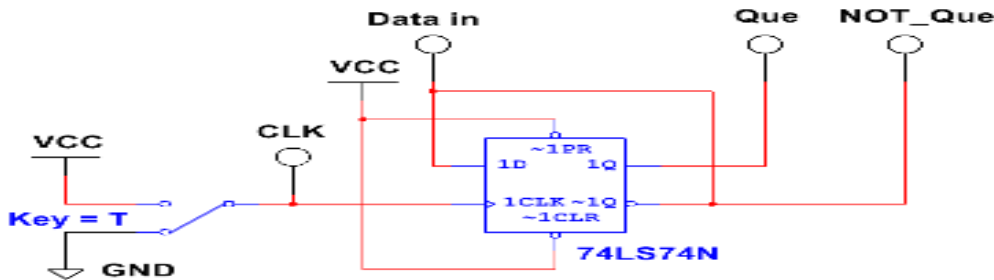 Data in
Que
NOT_Que
VCC
VCC
CLK
~1PR
1D
1Q
1CLK
~1Q
~1CLR
Key = T
74LS74N
GND